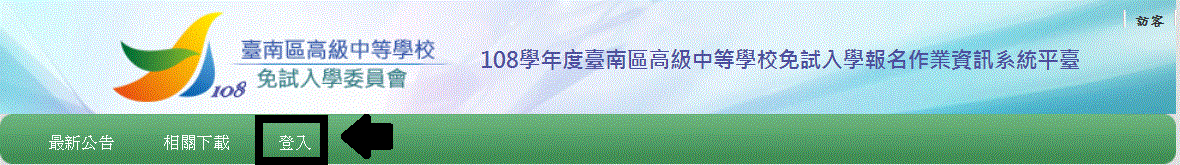 訪客
臺南區高級中等學校
免試入學委員會
108
108學年度臺南區高級中等學校免試入學報名作業資訊系統平臺
最新公告 相關下載 登入